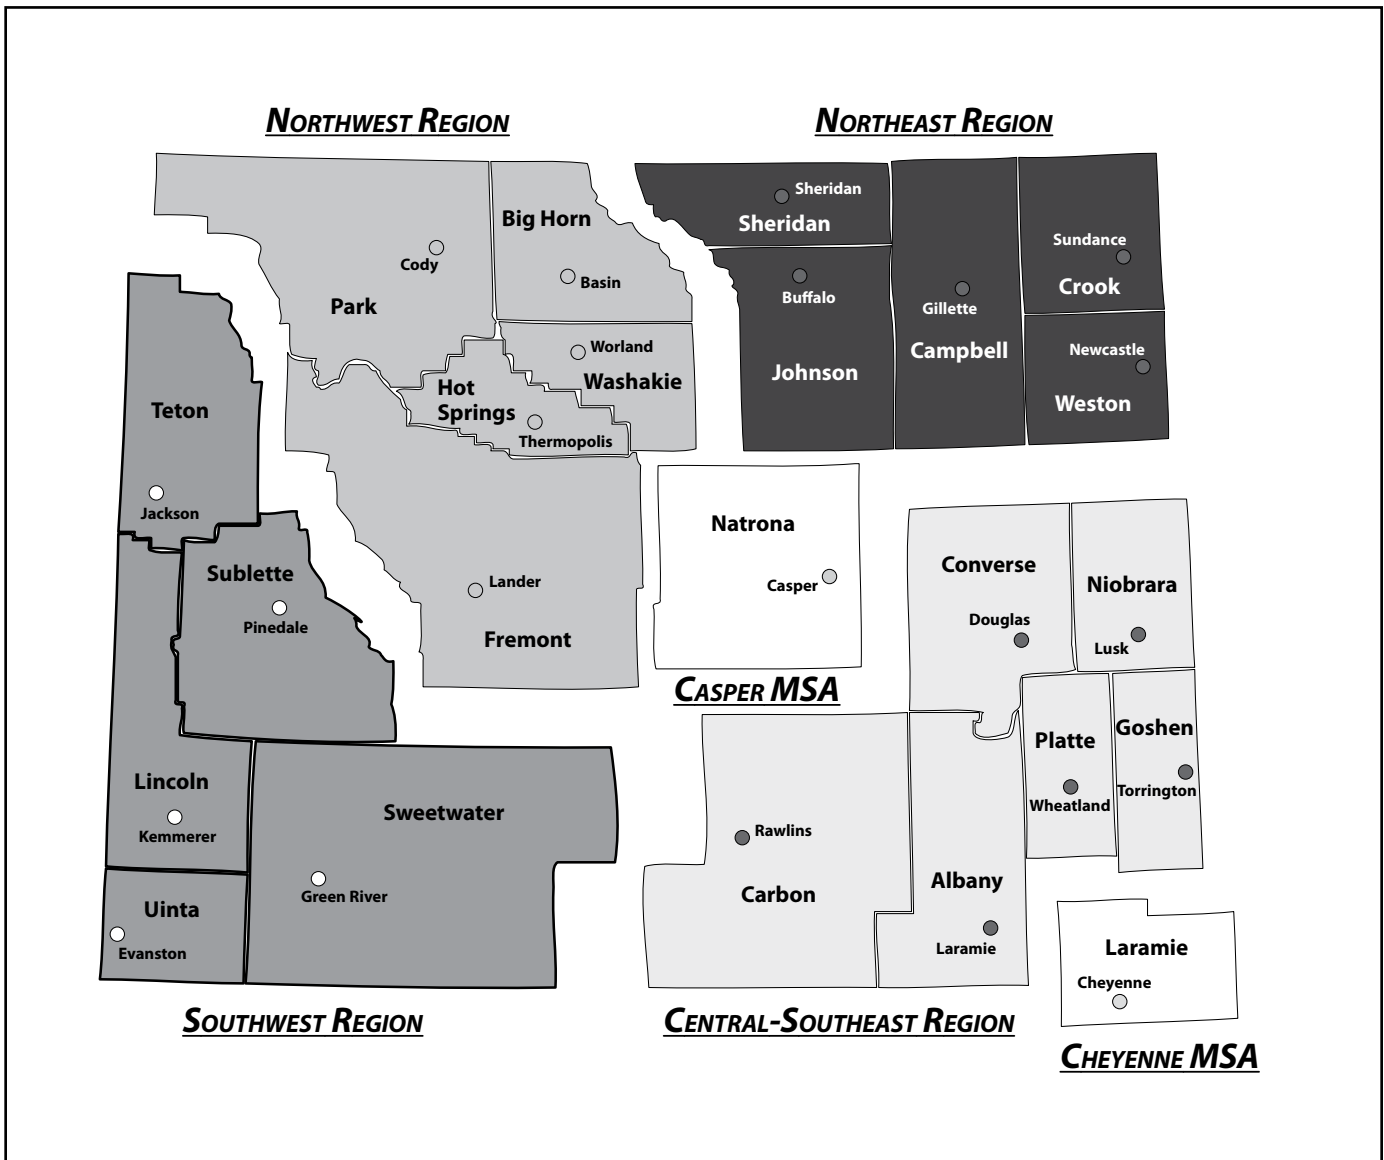 Northwest Region
Northeast Region
Park
Cody
Big Horn
Basin
Worland
Washakie
Hot
Springs
Thermopolis
Lander
Fremont
Sheridan
Sheridan
Buffalo
Johnson
Gillette
Campbell
Sundance
Crook
Newcastle
Weston
Teton
Jackson
Sublette
Pinedale
Lincoln
Kemmerer
Uinta
Evanston
Sweetwater
Green River
Southwest Region
Natrona
Casper
Casper MSA
Converse
Douglas
Niobrara
Lusk
Platte
Wheatland
Goshen
Torrington
Rawlins
Carbon
Albany
Laramie
Central-Southeast Region
Laramie
Cheyenne
Cheyenne MSA